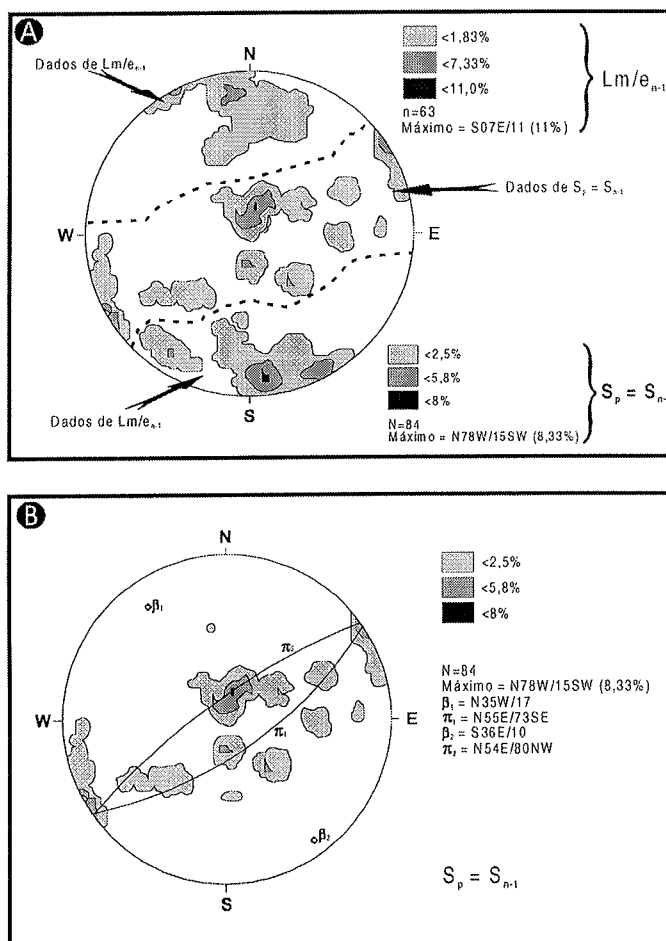 A
N
Dados de Lm/eₙ₋₁
<1,83%
<7,33%
<11,0%
n=63
Máximo = S07E/11 (11%)
Lm/eₙ₋₁
Dados de Sₚ = Sₙ₋₁
W
E
<2,5%
<5,8%
<8%
N=84
Máximo = N78W/15SW (8,33%)
Sₚ = Sₙ₋₁
Dados de Lm/eₙ₋₁
S
B
N
β₁
<2,5%
<5,8%
<8%
π₂
N=84
Máximo = N78W/15SW (8,33%)
β₁ = N35W/17
π₁ = N55E/73SE
β₂ = S36E/10
π₂ = N54E/80NW
W
E
π₁
β₂
Sₚ = Sₙ₋₁
S